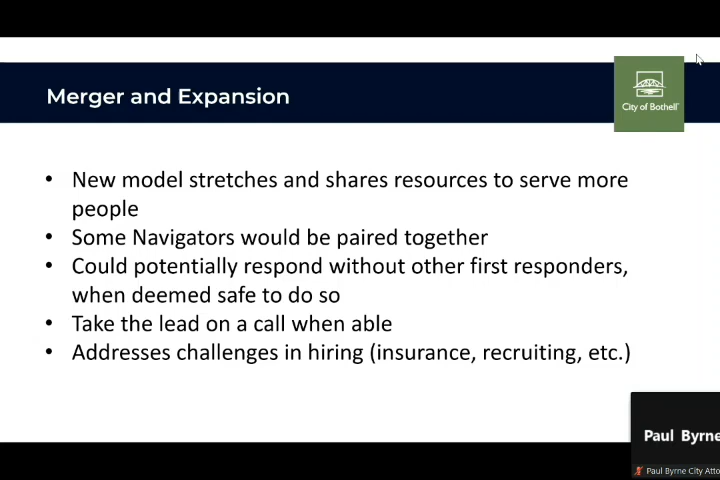 Merger and Expansion
City of Bothell
• New model stretches and shares resources to serve more
people
• Some Navigators would be paired together
• Could potentially respond without other first responders,
when deemed safe to do so
• Take the lead on a call when able
• Addresses challenges in hiring (insurance, recruiting, etc.)
Paul Byrne
Paul Byrne City Atto